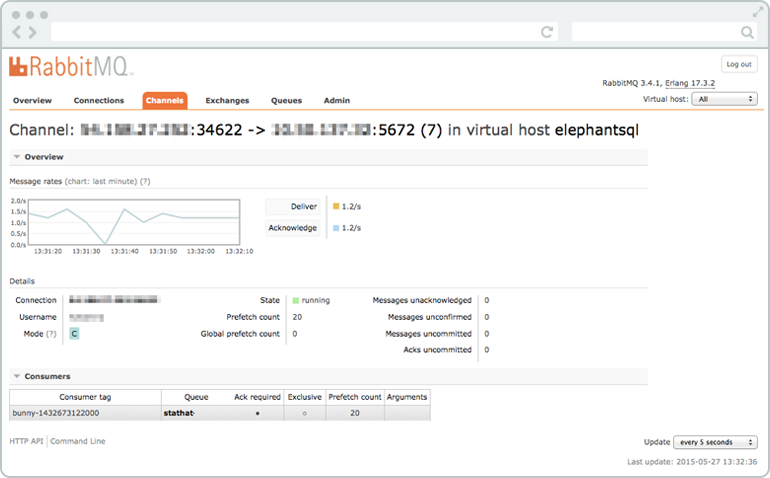 RabbitMQ
Log out
RabbitMQ 3.4.1, Erlang 17.3.2
Overview Connections Channels Exchanges Queues Admin
Virtual host: All
Channel: :34622 -> :5672 (7) in virtual host elephantsql
Overview
Message rates (chart: last minute) (?)
2.0/s
1.5/s
1.0/s
0.5/s
0.0/s
13:31:20 13:31:30 13:31:40 13:31:50 13:32:00 13:32:10
Deliver 1.2/s
Acknowledge 1.2/s
Details
Connection State running Messages unacknowledged 0
Username Prefetch count 20 Messages unconfirmed 0
Mode (?) C Global prefetch count 0 Messages uncommitted 0
Acks uncommitted 0
Consumers
Consumer tag Queue Ack required Exclusive Prefetch count Arguments
bunny-1432673122000 stathat • ○ 20
HTTP API Command Line
Update every 5 seconds
Last update: 2015-05-27 13:32:36